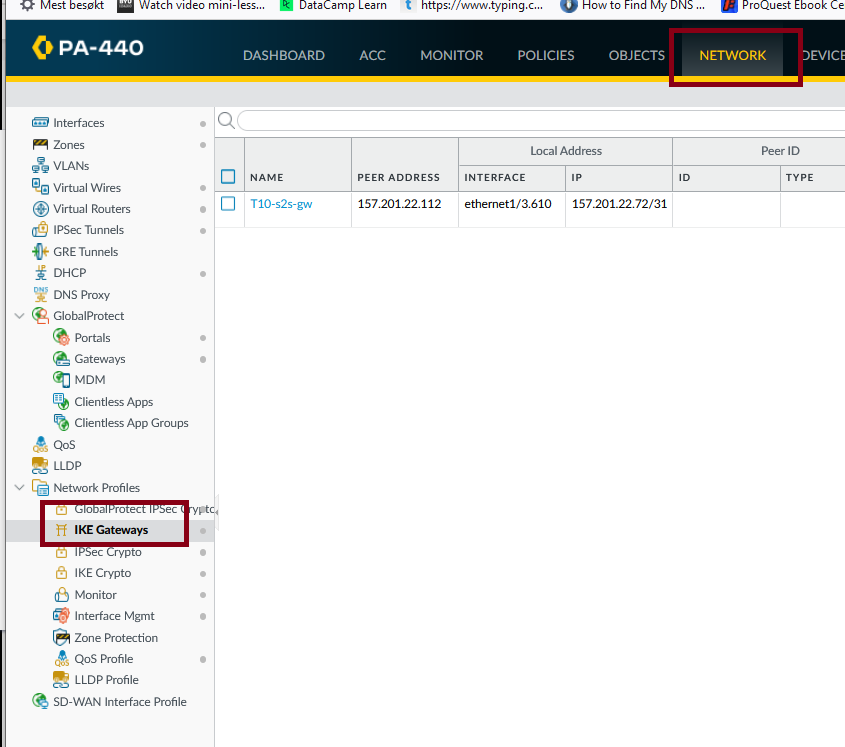 Mest besøkt Watch video mini-less... DataCamp Learn https://www.typing.c... How to Find My DNS ... ProQuest Ebook Ce
PA-440
DASHBOARD ACC MONITOR POLICIES OBJECTS NETWORK DEVICE
Interfaces
Zones
VLANs
Virtual Wires
Virtual Routers
IPSec Tunnels
GRE Tunnels
DHCP
DNS Proxy
GlobalProtect
Portals
Gateways
MDM
Clientless Apps
Clientless App Groups
QoS
LLDP
Network Profiles
GlobalProtect IPSec Crypto
IKE Gateways
IPSec Crypto
IKE Crypto
Monitor
Interface Mgmt
Zone Protection
QoS Profile
LLDP Profile
SD-WAN Interface Profile
Local Address Peer ID
NAME PEER ADDRESS INTERFACE IP ID TYPE
T10-s2s-gw 157.201.22.112 ethernet1/3.610 157.201.22.72/31